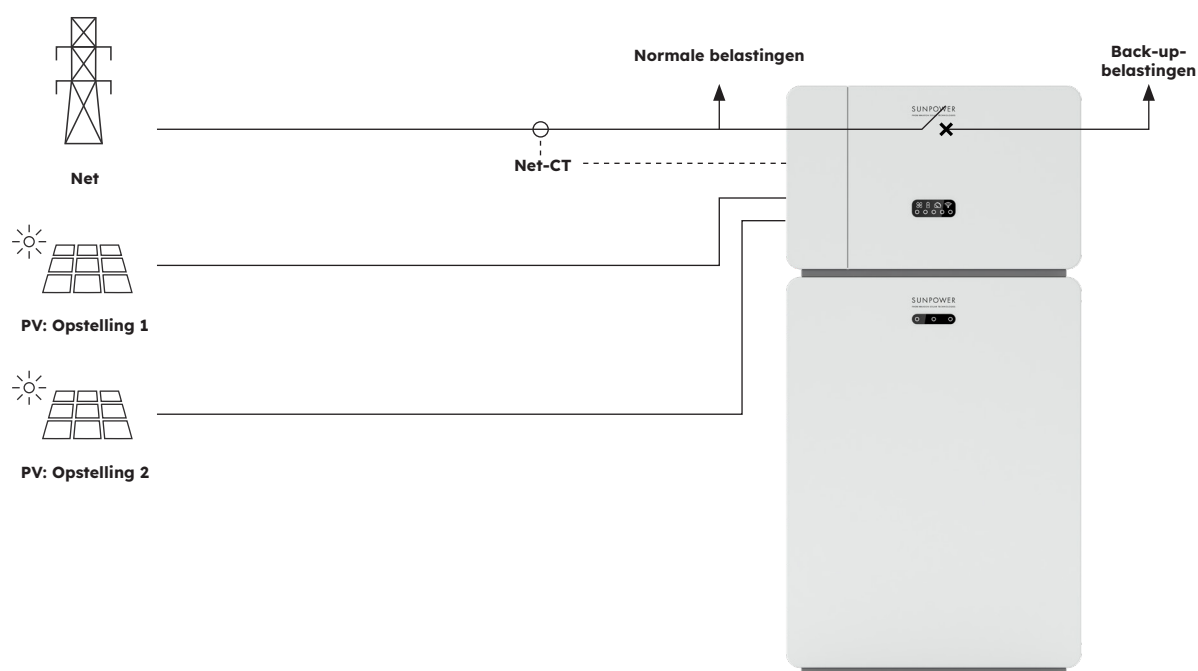 Normale belastingen
Back-up-
belastingen
SUNPOWER
Net-CT
Net
PV: Opstelling 1
SUNPOWER
PV: Opstelling 2